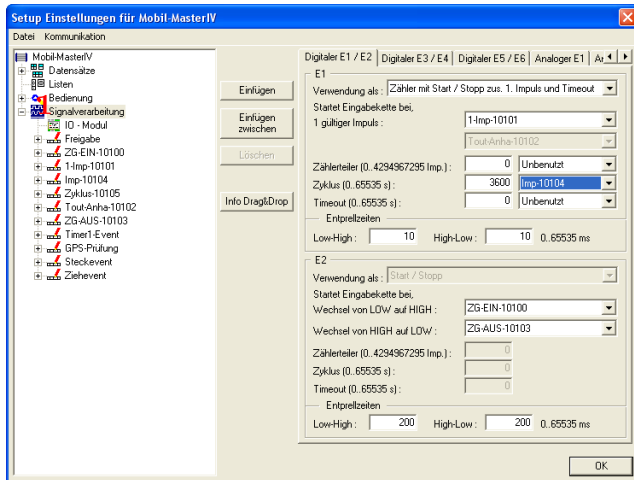 Setup Einstellungen für Mobil-MasterIV
Datei Kommunikation
Mobil-MasterIV
Datensätze
Listen
Bedienung
Signalverarbeitung
IO - Modul
Freigabe
ZG-EIN-10100
1-Imp-10101
Imp-10104
Zyklus-10105
Tout-Anha-10102
ZG-AUS-10103
Timer1-Event
GPS-Prüfung
Steckevent
Ziehevent
Einfügen
Einfügen
zwischen
Löschen
Info Drag&Drop
Digitaler E1 / E2 Digitaler E3 / E4 Digitaler E5 / E6 Analoger E1
E1
Verwendung als : Zähler mit Start / Stopp zus. 1. Impuls und Timeout
Startet Eingabekette bei,
1 gültiger Impuls : 1-Imp-10101
Tout-Anha-10102
Zählerteiler (0..4294967295 Imp.) : 0 Unbenutzt
Zyklus (0..65535 s) : 3600 Imp-10104
Timeout (0..65535 s) : 0 Unbenutzt
Entprellzeiten
Low-High : 10 High-Low : 10 0..65535 ms
E2
Verwendung als : Start / Stopp
Startet Eingabekette bei,
Wechsel von LOW auf HIGH : ZG-EIN-10100
Wechsel von HIGH auf LOW : ZG-AUS-10103
Zählerteiler (0..4294967295 Imp.) : 0
Zyklus (0..65535 s) : 0
Timeout (0..65535 s) : 0
Entprellzeiten
Low-High : 200 High-Low : 200 0..65535 ms
OK